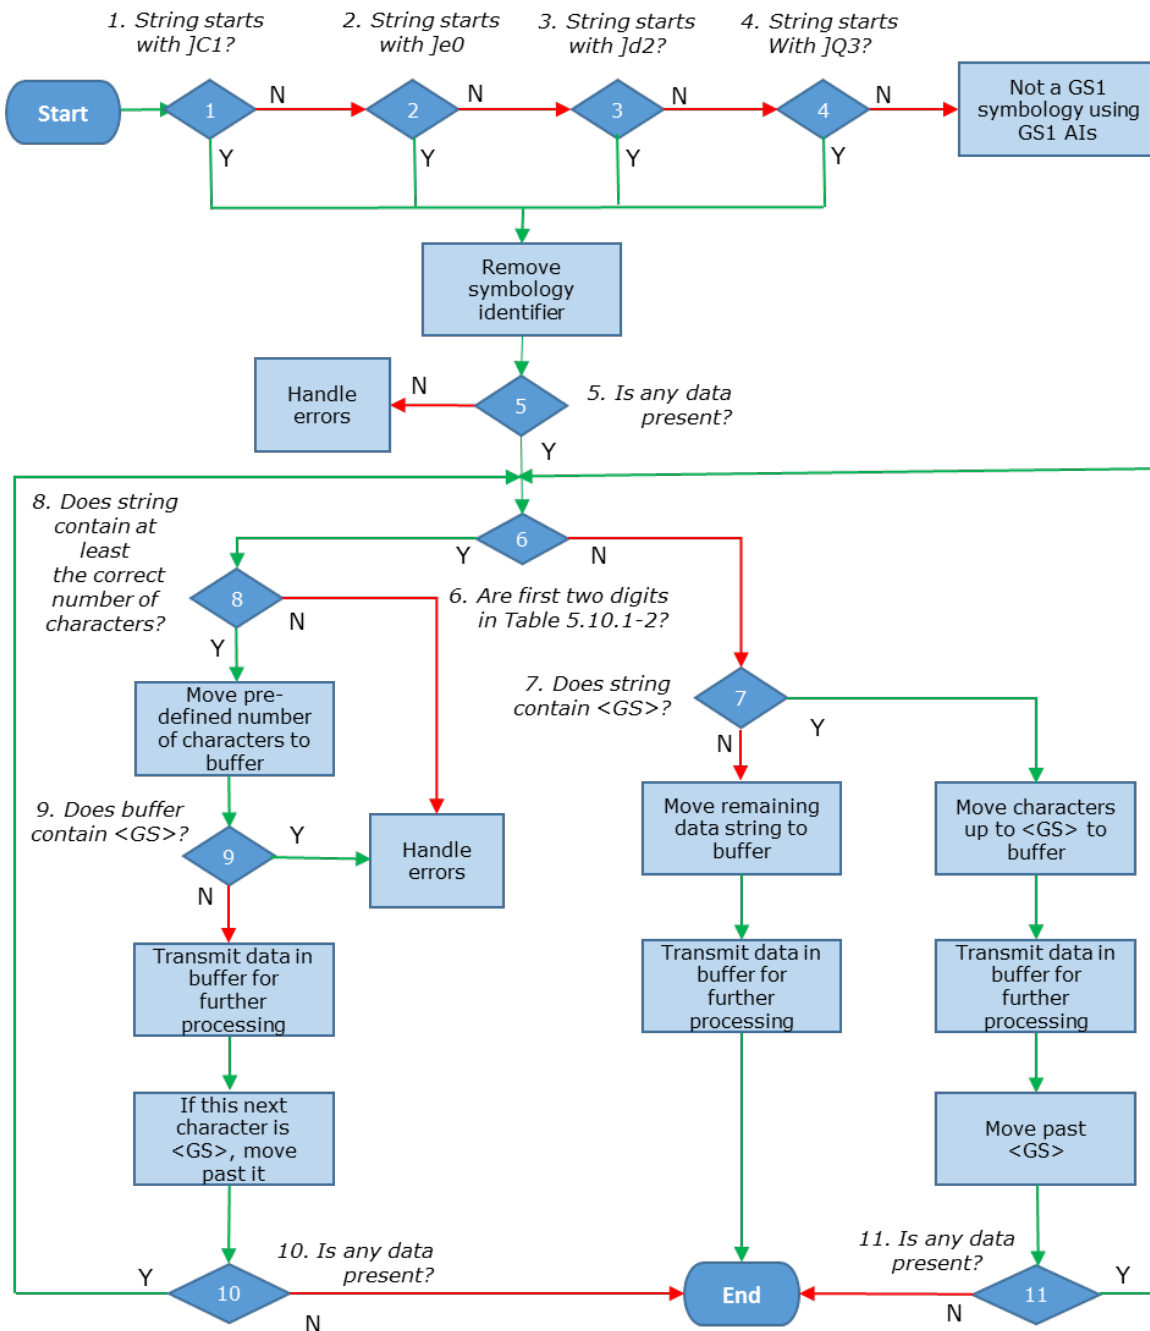 1. String starts
with ]C1?
2. String starts
with ]e0
3. String starts
with ]d2?
4. String starts
With ]Q3?
Start
1
N
2
N
3
N
4
N
Not a GS1
symbology using
GS1 AIs
Y
Y
Y
Y
Remove
symbology
identifier
Handle
errors
N
5
5. Is any data
present?
Y
8. Does string
contain at
least
the correct
number of
characters?
6
Y
N
8
N
6. Are first two digits
in Table 5.10.1-2?
Y
7. Does string
contain <GS>?
7
N
Y
Move pre-
defined number
of characters to
buffer
9. Does buffer
contain <GS>?
9
Y
N
Handle
errors
Move remaining
data string to
buffer
Move characters
up to <GS> to
buffer
Transmit data in
buffer for
further
processing
Transmit data in
buffer for
further
processing
Transmit data in
buffer for
further
processing
If this next
character is
<GS>, move
past it
Move past
<GS>
Y
10
10. Is any data
present?
N
End
11. Is any data
present?
N
11
Y